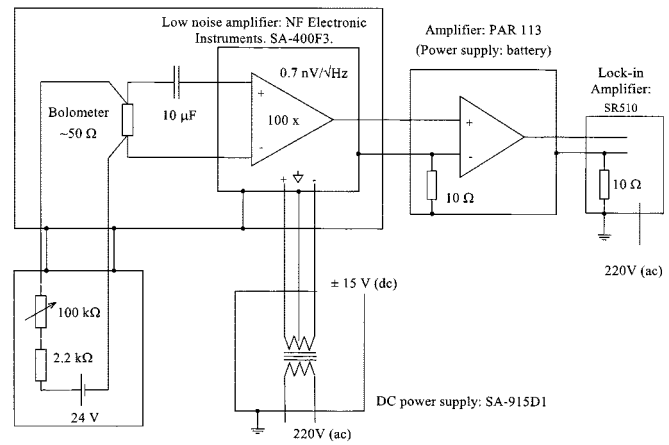 Low noise amplifier: NF Electronic
Instruments. SA-400F3.
Amplifier: PAR 113
(Power supply: battery)
Lock-in
Amplifier:
SR510
0.7 nV/√Hz
Bolometer
~50 Ω
10 μF
+
100 x
-
+
-
10 Ω
10 Ω
+ -
220V (ac)
± 15 V (dc)
100 kΩ
2.2 kΩ
24 V
DC power supply: SA-915D1
220V (ac)